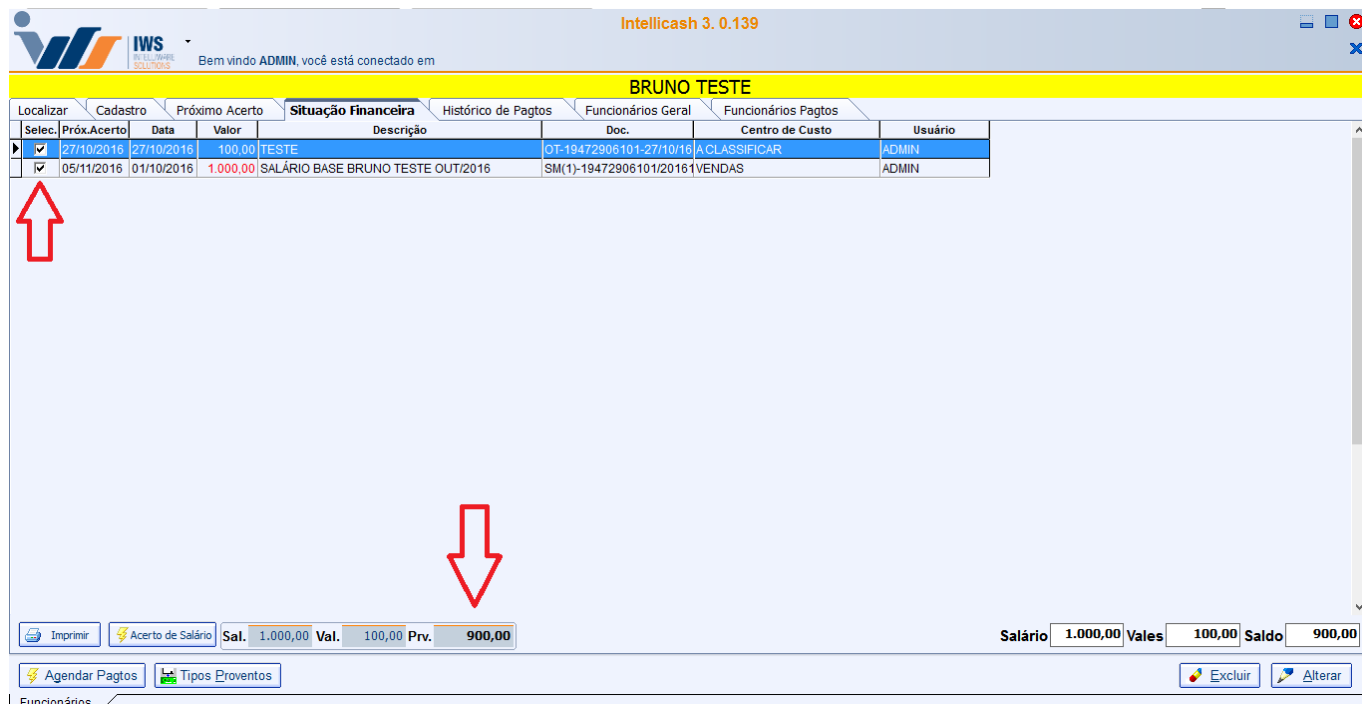 Intellicash 3. 0.139
IWS
INTELLIWARE
SOLUTIONS
Bem vindo ADMIN, você está conectado em
BRUNO TESTE
Localizar Cadastro Próximo Acerto Situação Financeira Histórico de Pagtos Funcionários Geral Funcionários Pagtos
Selec. Próx.Acerto Data Valor Descrição Doc. Centro de Custo Usuário
27/10/2016 27/10/2016 100,00 TESTE OT-19472906101-27/10/16 A CLASSIFICAR ADMIN
05/11/2016 01/10/2016 1.000,00 SALÁRIO BASE BRUNO TESTE OUT/2016 SM(1)-19472906101/20161 VENDAS ADMIN
Imprimir Acerto de Salário Sal. 1.000,00 Val. 100,00 Prv. 900,00 Salário 1.000,00 Vales 100,00 Saldo 900,00
Agendar Pagtos Tipos Proventos Excluir Alterar
Funcionários